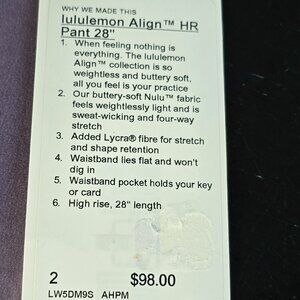 WHY WE MADE THIS
lululemon Align™ HR
Pant 28"
1. When feeling nothing is
everything. The lululemon
Align™ collection is so
weightless and buttery soft,
all you feel is your practice
2. Our buttery-soft Nulu™ fabric
feels weightlessly light and is
sweat-wicking and four-way
stretch
3. Added Lycra® fibre for stretch
and shape retention
4. Waistband lies flat and won't
dig in
5. Waistband pocket holds your key
or card
6. High rise, 28" length
2 $98.00
LW5DM9S AHPM